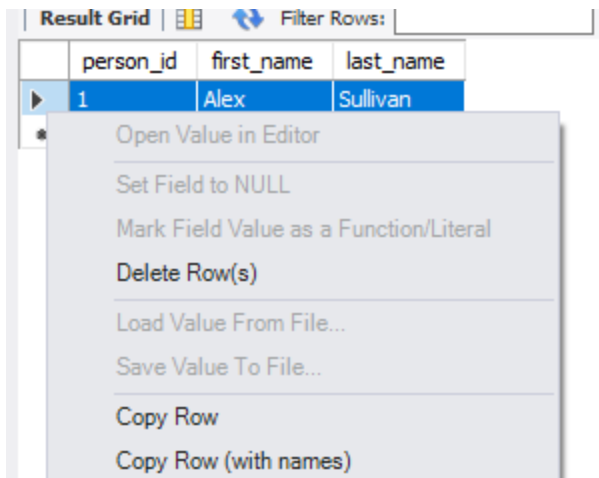 Result Grid Filter Rows:
person_id first_name last_name
1 Alex Sullivan
Open Value in Editor
Set Field to NULL
Mark Field Value as a Function/Literal
Delete Row(s)
Load Value From File...
Save Value To File...
Copy Row
Copy Row (with names)